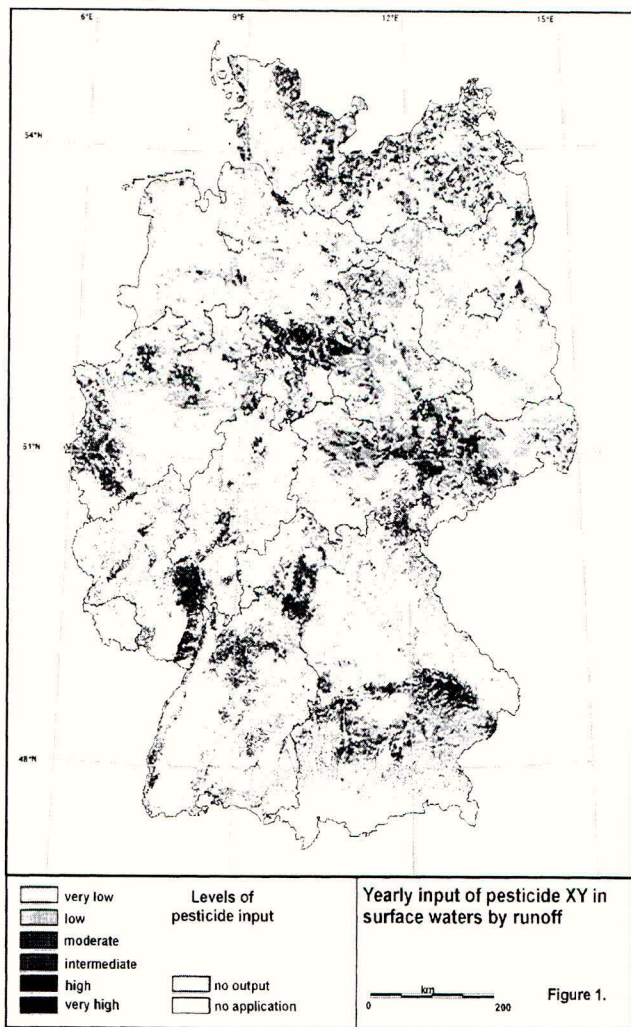 6°E 9°E 12°E 15°E
54°N
51°N
48°N
very low
low
moderate
intermediate
high
very high
Levels of
pesticide input
no output
no application
Yearly input of pesticide XY in
surface waters by runoff
km
0 200
Figure 1.